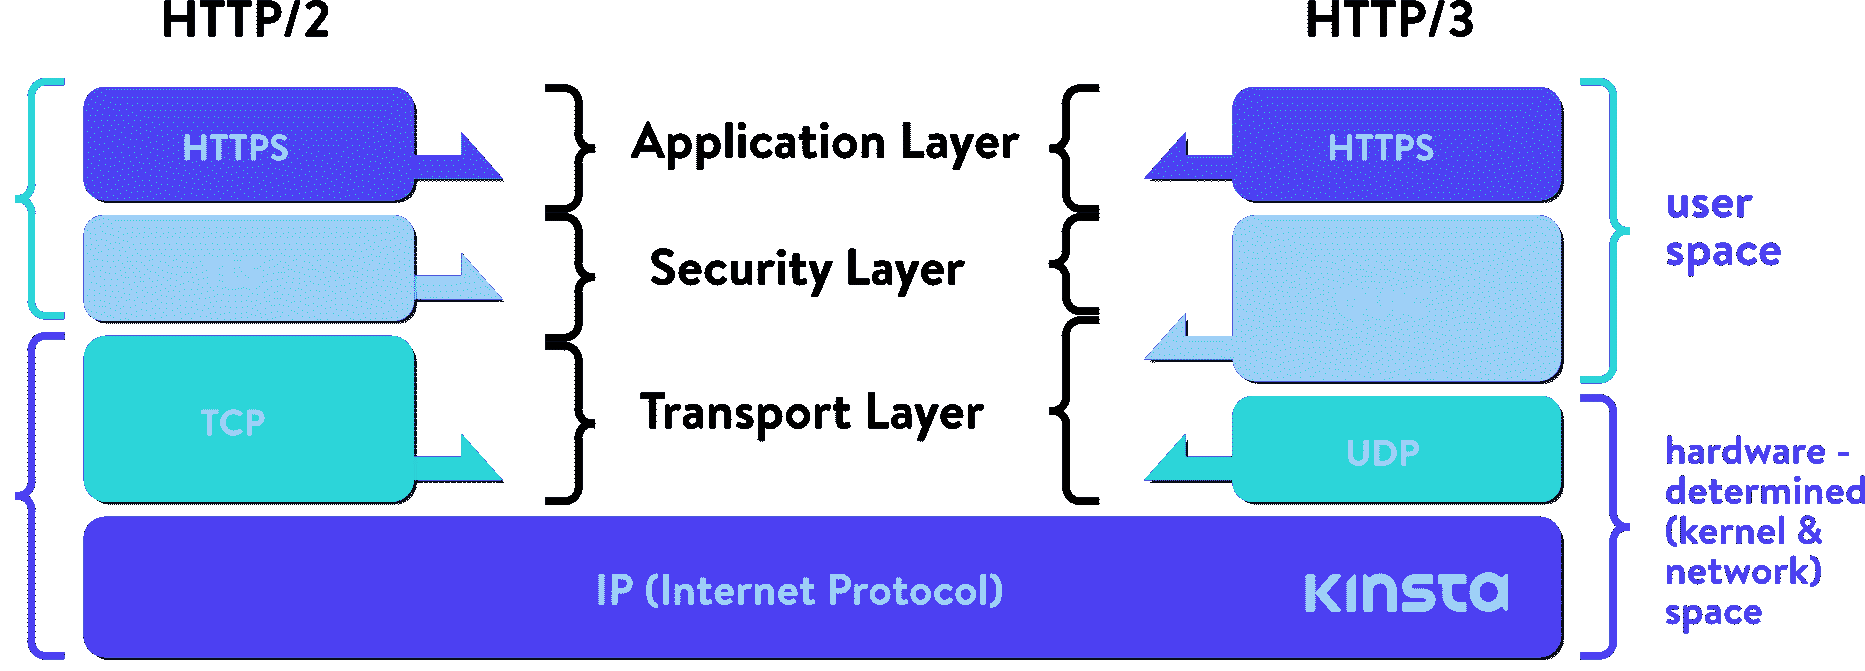 HTTP/2
HTTP/3
HTTPS
Application Layer
HTTPS
user
space
Security Layer
TCP
Transport Layer
UDP
hardware -
determined
(kernel &
network)
space
IP (Internet Protocol)
KINSTA